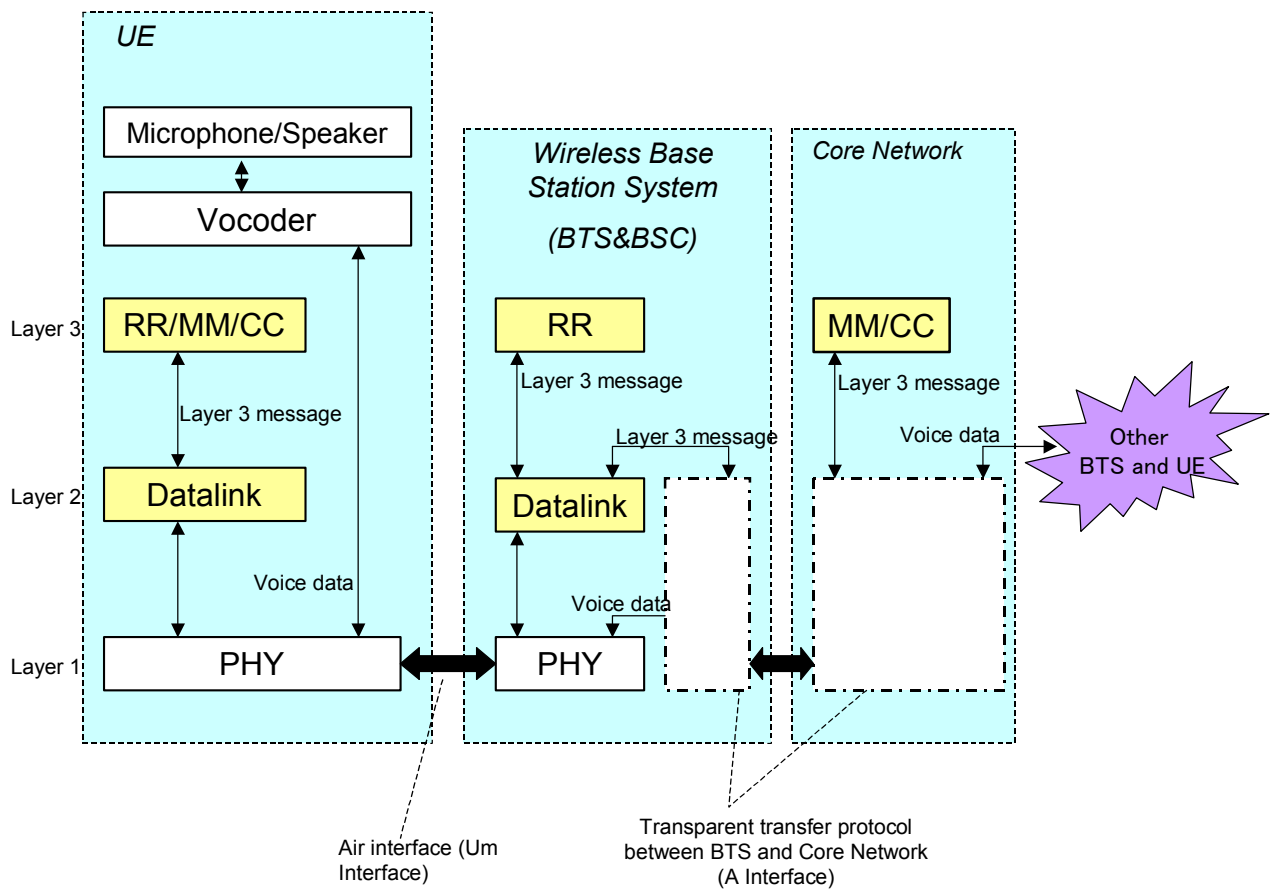 UE
Microphone/Speaker
Vocoder
Wireless Base
Station System
(BTS&BSC)
Core Network
Layer 3
RR/MM/CC
RR
MM/CC
Layer 3 message
Layer 3 message
Layer 3 message
Layer 3 message
Voice data
Other
BTS and UE
Layer 2
Datalink
Datalink
Voice data
Voice data
Layer 1
PHY
PHY
Air interface (Um
Interface)
Transparent transfer protocol
between BTS and Core Network
(A Interface)